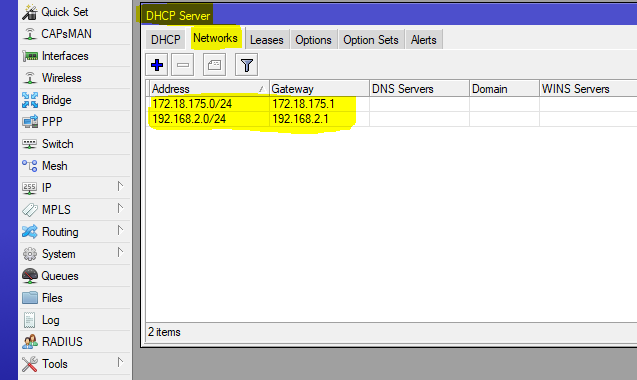 Quick Set
CAPsMAN
Interfaces
Wireless
Bridge
PPP
Switch
Mesh
IP
MPLS
Routing
System
Queues
Files
Log
RADIUS
Tools
DHCP Server
DHCP Networks Leases Options Option Sets Alerts
Address Gateway DNS Servers Domain WINS Servers
172.18.175.0/24 172.18.175.1
192.168.2.0/24 192.168.2.1
2 items